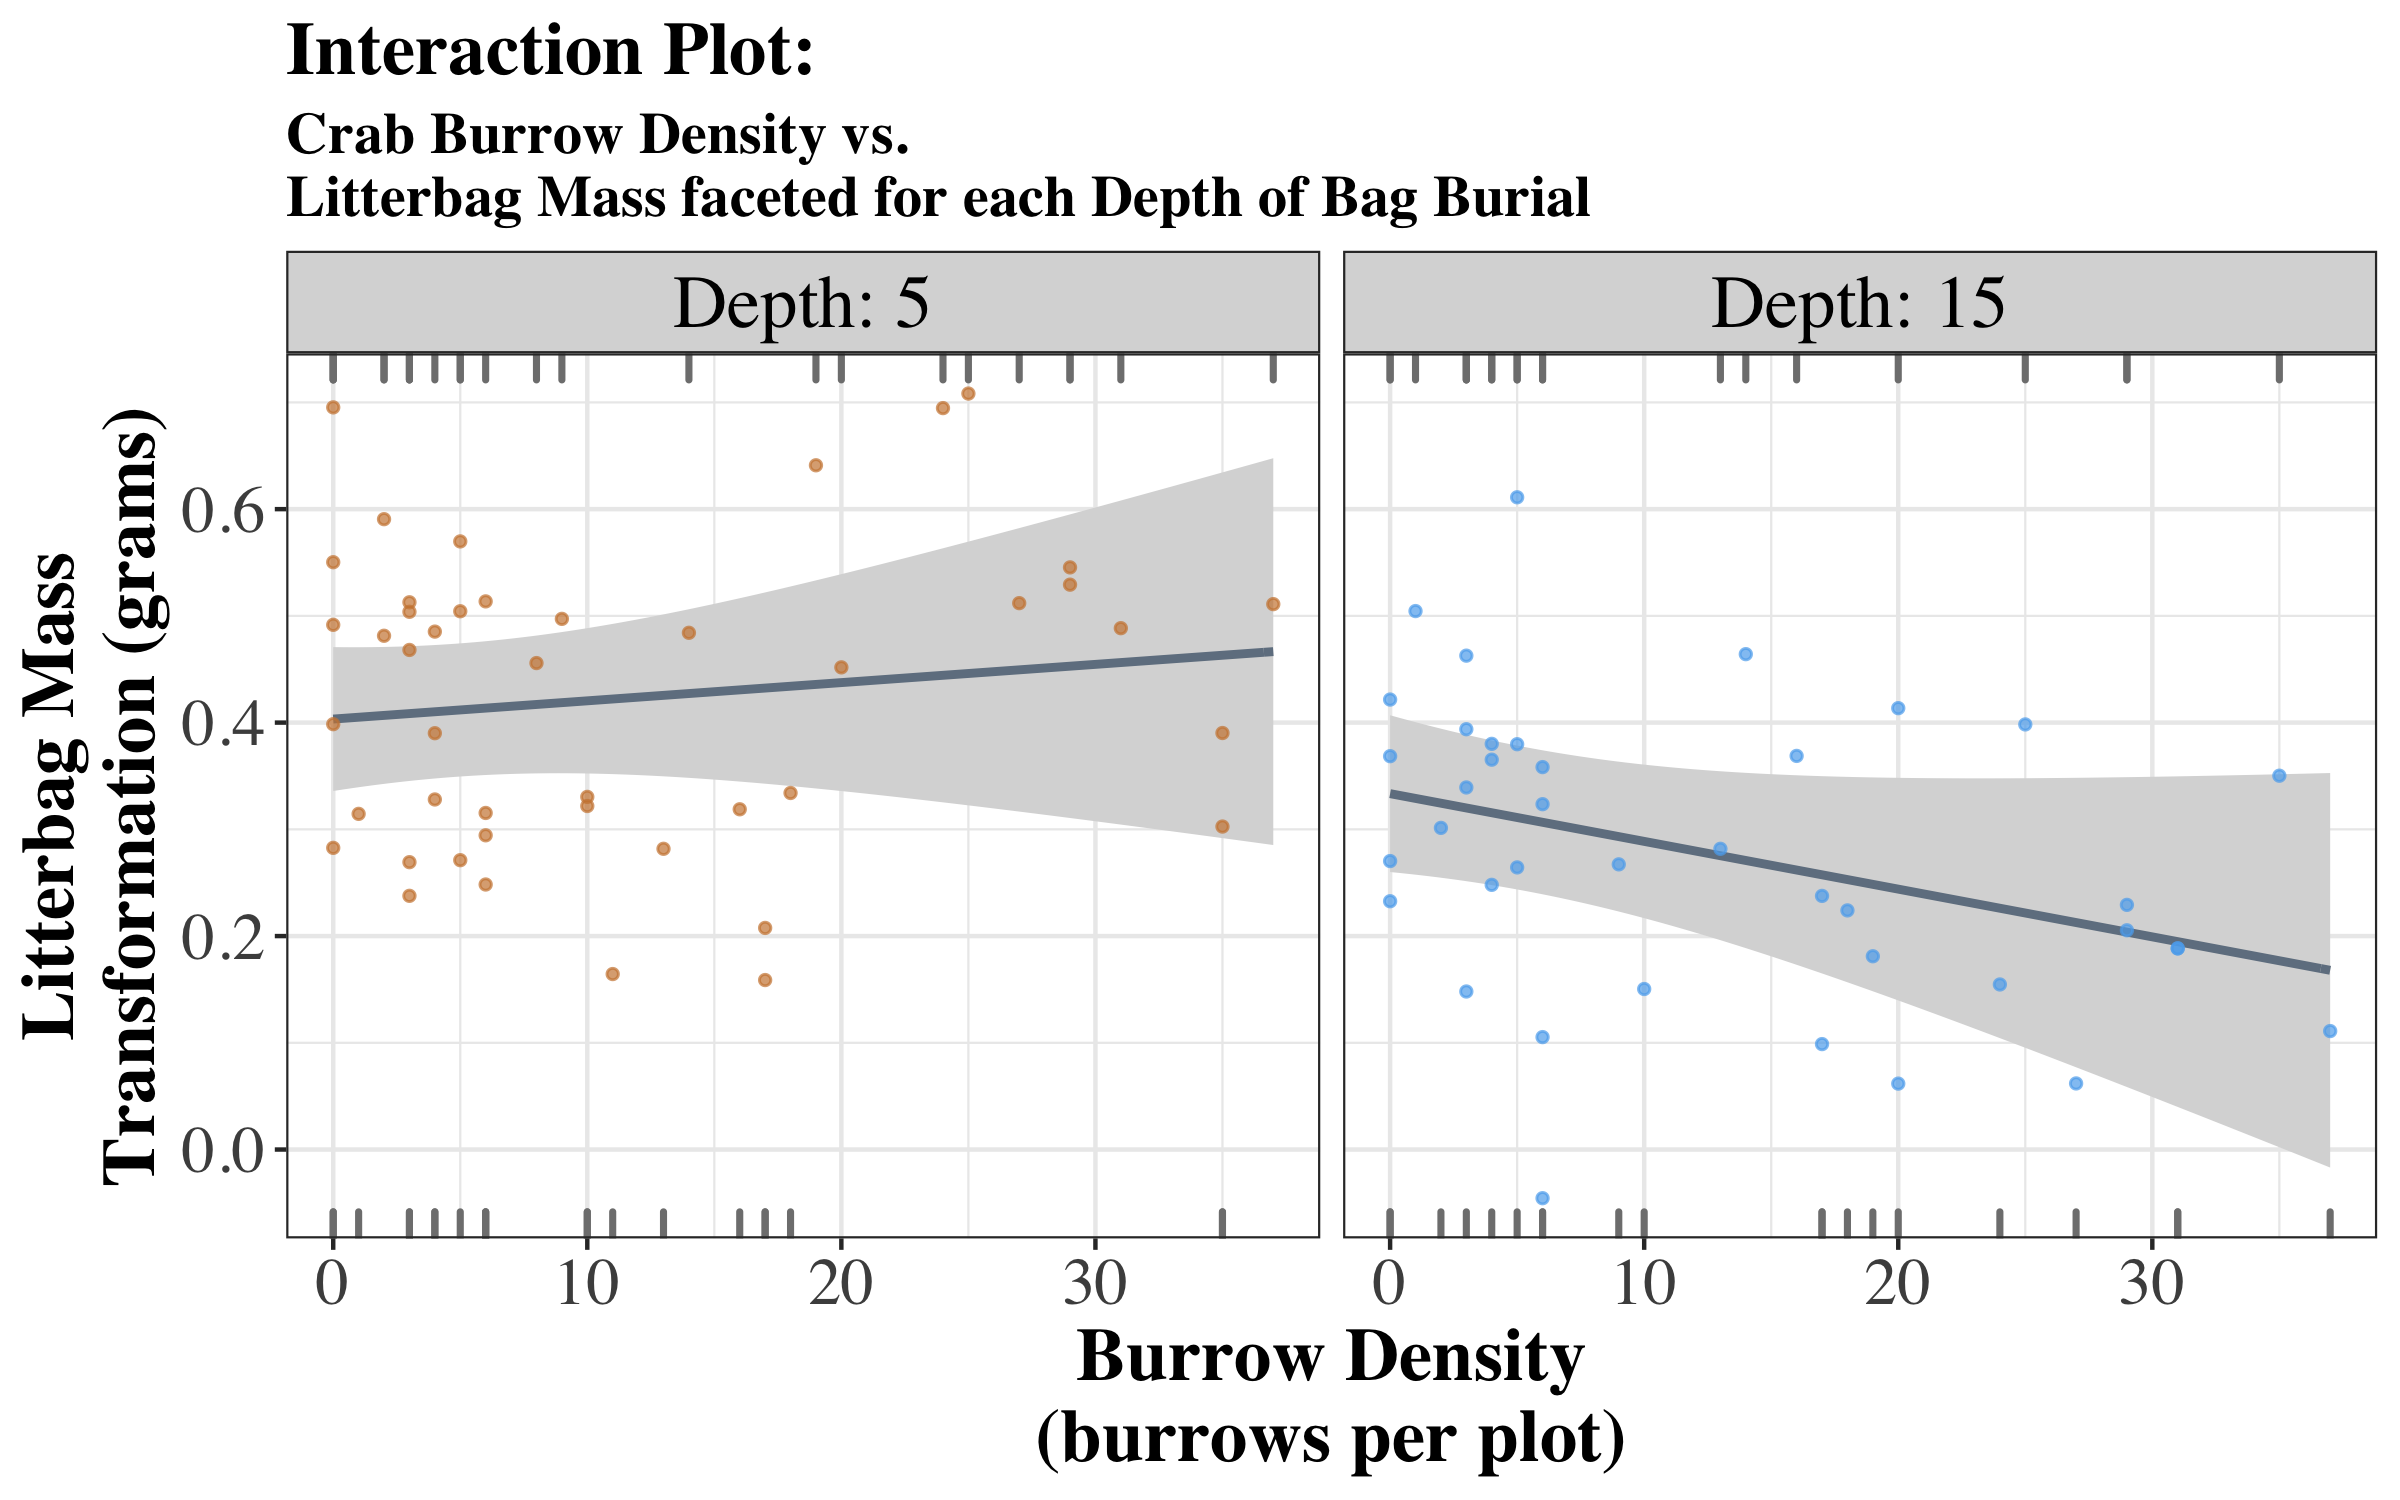 Interaction Plot:
Crab Burrow Density vs.
Litterbag Mass faceted for each Depth of Bag Burial
Depth: 5
Depth: 15
Litterbag Mass
Transformation (grams)
0.6
0.4
0.2
0.0
0 10 20 30
0 10 20 30
Burrow Density
(burrows per plot)